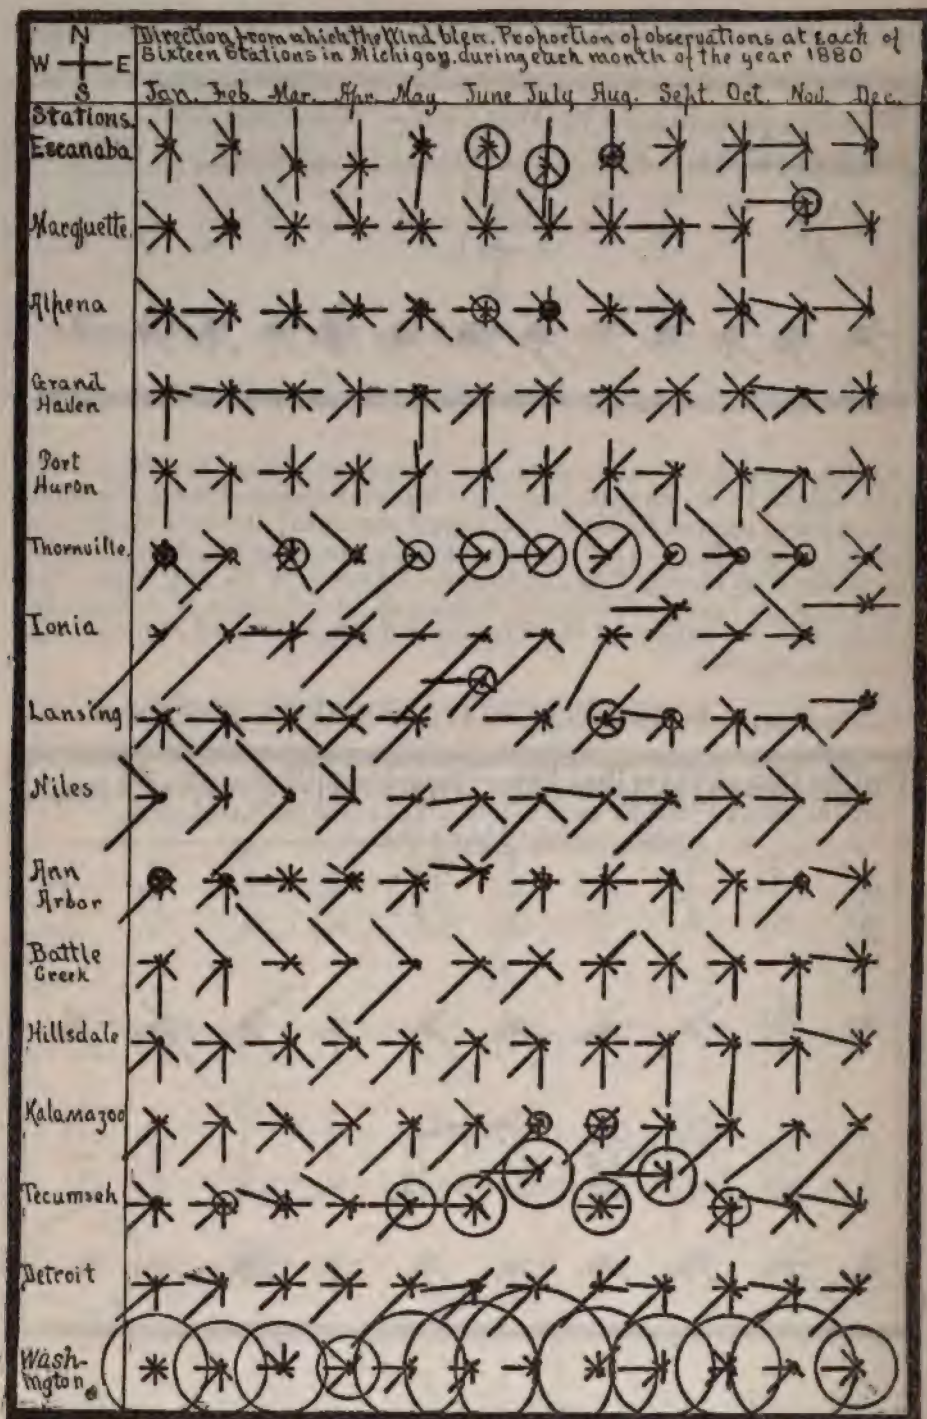 N
W E
S
Direction from which the Wind blew. Proportion of observations at Each of
Sixteen Stations in Michigan, during each month of the year 1880
Jan. Feb. Mar. Apr. May June July Aug. Sept. Oct. Nov. Dec.
Stations.
Escanaba
Marquette.
Alpena
Grand
Haven
Port
Huron
Thornville.
Ionia
Lansing
Niles
Ann
Arbor
Battle
Creek
Hillsdale
Kalamazoo
Tecumseh
Detroit
Wash-
ington.